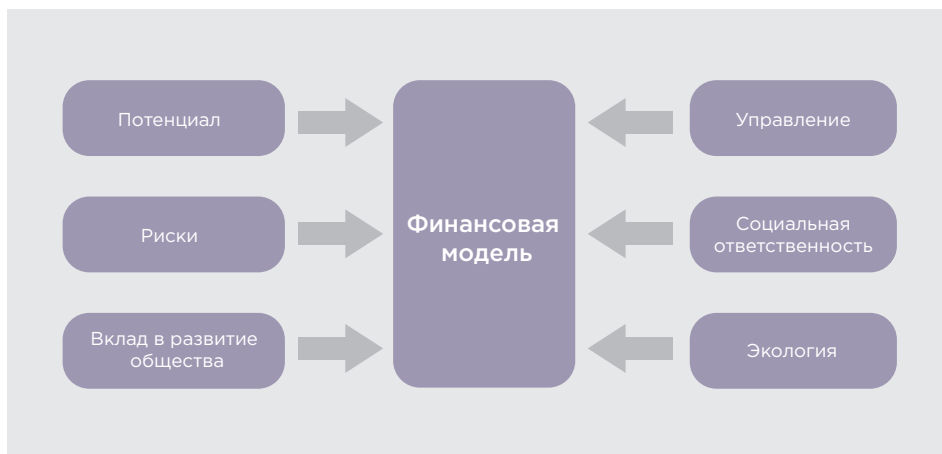 Потенциал
Риски
Вклад в развитие
общества
Финансовая
модель
Управление
Социальная
ответственность
Экология